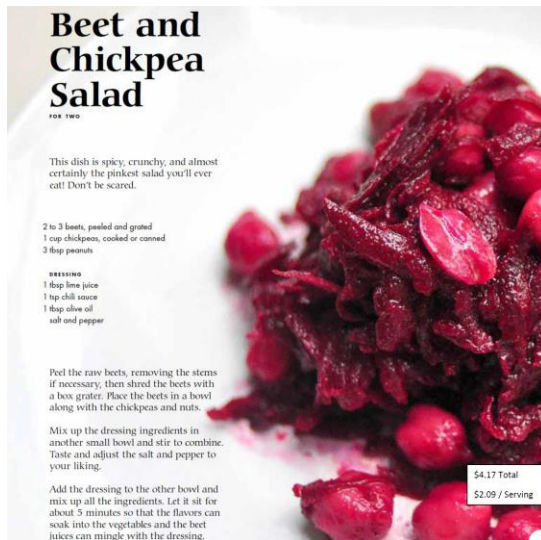 Beet and
Chickpea
Salad
FOR TWO
This dish is spicy, crunchy, and almost
certainly the pinkest salad you'll ever
eat! Don't be scared.
2 to 3 beets, peeled and grated
1 cup chickpeas, cooked or canned
3 tbsp peanuts
DRESSING
1 tbsp lime juice
1 tsp chili sauce
1 tbsp olive oil
salt and pepper
Peel the raw beets, removing the stems
if necessary, then shred the beets with
a box grater. Place the beets in a bowl
along with the chickpeas and nuts.
Mix up the dressing ingredients in
another small bowl and stir to combine.
Taste and adjust the salt and pepper to
your liking.
Add the dressing to the other bowl and
mix up all the ingredients. Let it sit for
about 5 minutes so that the flavors can
soak into the vegetables and the beet
juices can mingle with the dressing.
$4.17 Total
$2.09 / Serving